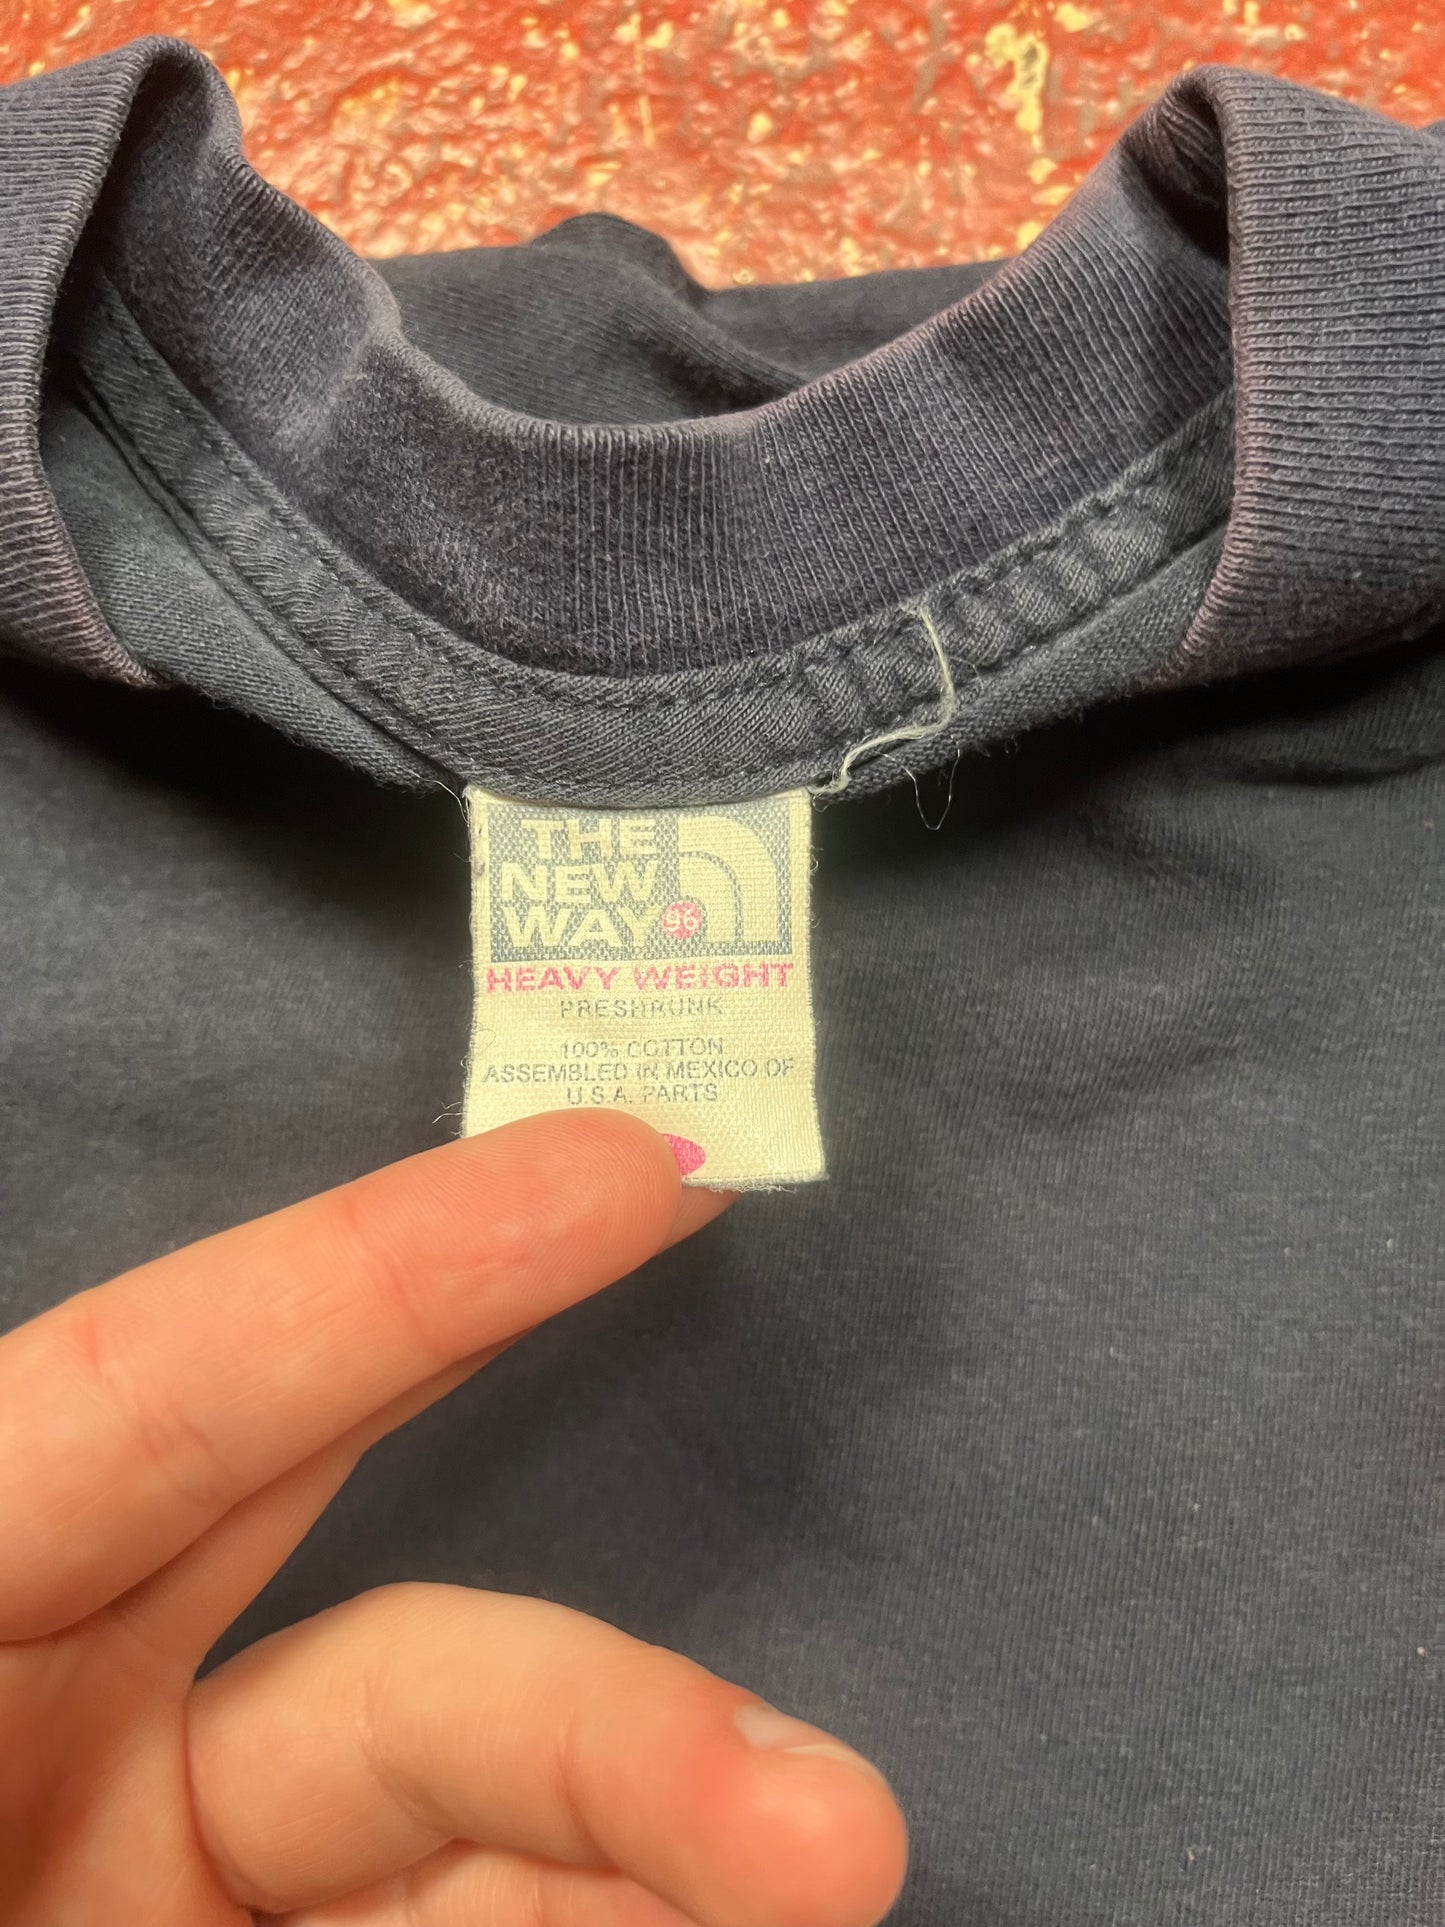 THE
NEW
WAY 96
HEAVY WEIGHT
PRESHRUNK
100% COTTON
ASSEMBLED IN MEXICO OF
U.S.A. PARTS